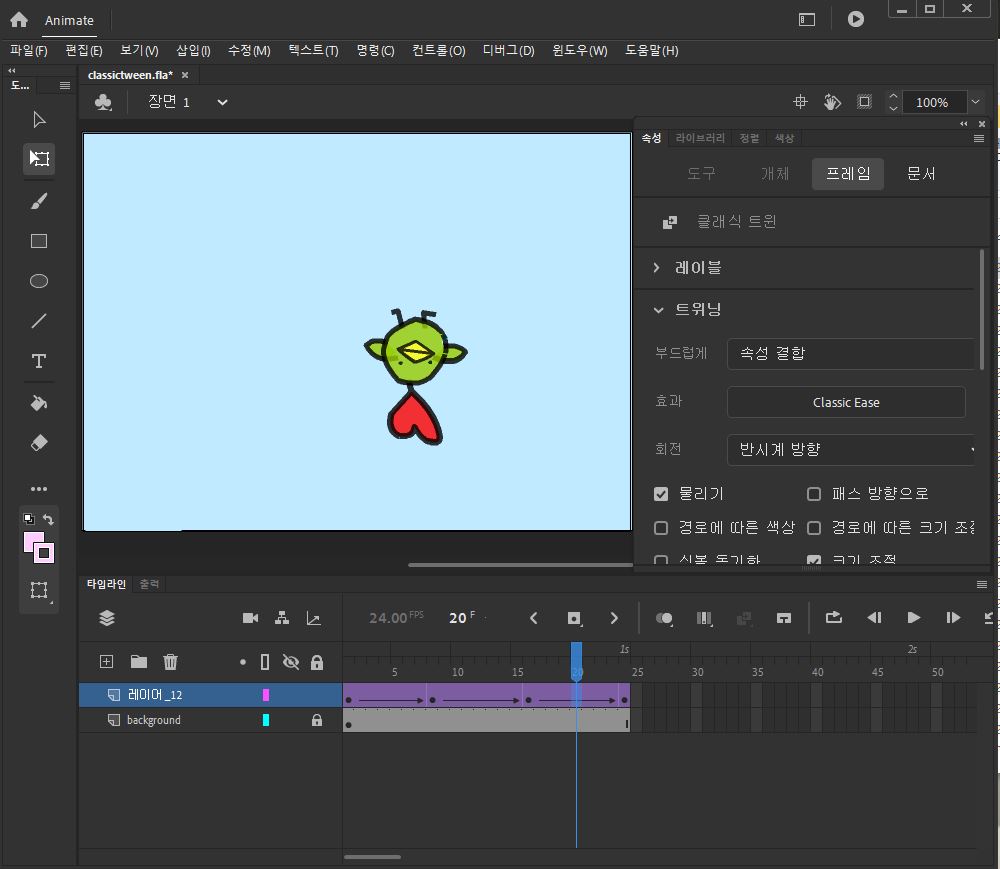 Animate
파일(F) 편집(E) 보기(V) 삽입(I) 수정(M) 텍스트(T) 명령(C) 컨트롤(O) 디버그(D) 윈도우(W) 도움말(H)
도... classictween.fla*
장면 1 100%
속성 라이브러리 정렬 색상
도구 개체 프레임 문서
클래식 트윈
레이블
트위닝
부드럽게 속성 결합
효과 Classic Ease
회전 반시계 방향
물리기 패스 방향으로
경로에 따른 색상 경로에 따른 크기 조절
심볼 동기화 크기 조절
타임라인 출력
24.00 FPS 20 F
1s 2s
5 10 15 20 25 30 35 40 45 50
레이어_12
background